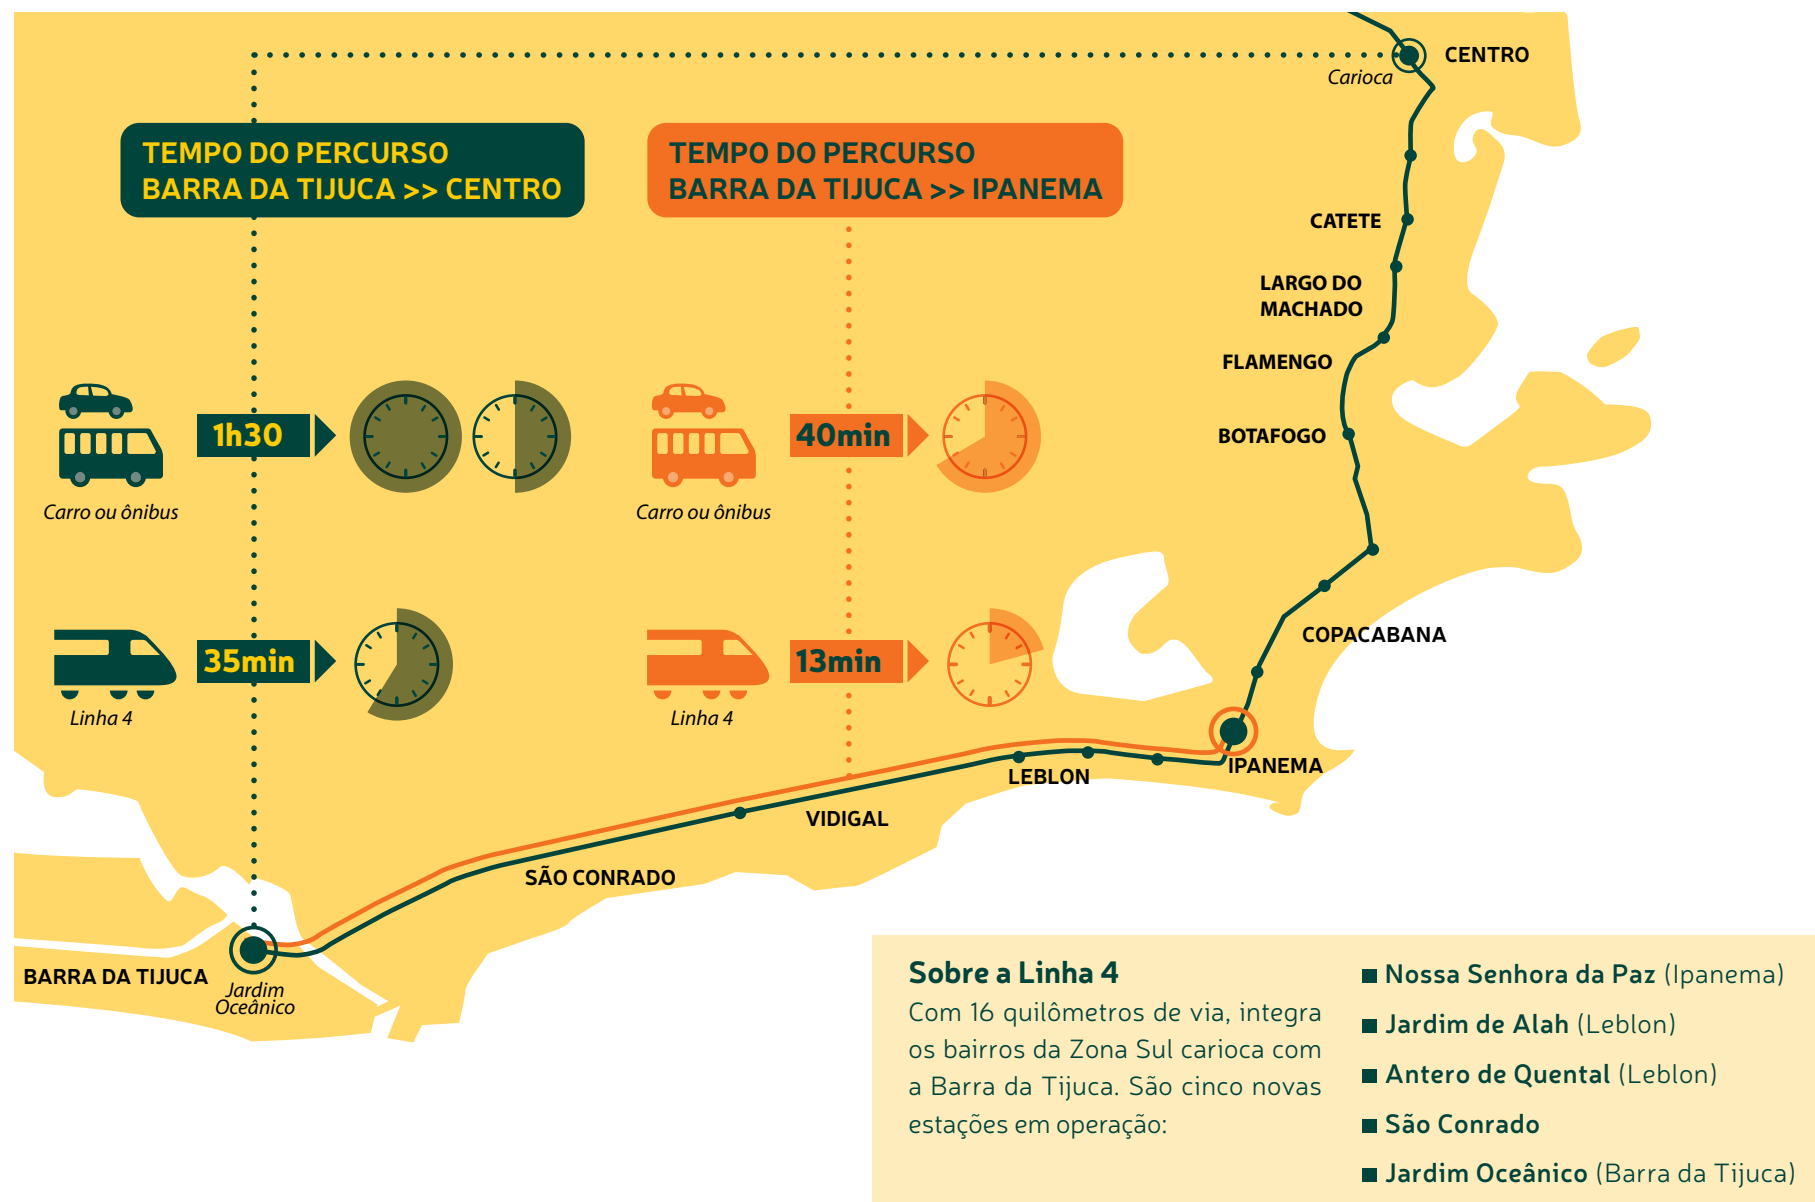 CENTRO
Carioca
TEMPO DO PERCURSO
BARRA DA TIJUCA >> CENTRO
TEMPO DO PERCURSO
BARRA DA TIJUCA >> IPANEMA
CATETE
LARGO DO
MACHADO
FLAMENGO
BOTAFOGO
1h30
Carro ou ônibus
40min
Carro ou ônibus
35min
Linha 4
13min
Linha 4
COPACABANA
IPANEMA
LEBLON
VIDIGAL
SÃO CONRADO
BARRA DA TIJUCA
Jardim
Oceânico
Sobre a Linha 4
Com 16 quilômetros de via, integra
os bairros da Zona Sul carioca com
a Barra da Tijuca. São cinco novas
estações em operação:
Nossa Senhora da Paz (Ipanema)
Jardim de Alah (Leblon)
Antero de Quental (Leblon)
São Conrado
Jardim Oceânico (Barra da Tijuca)